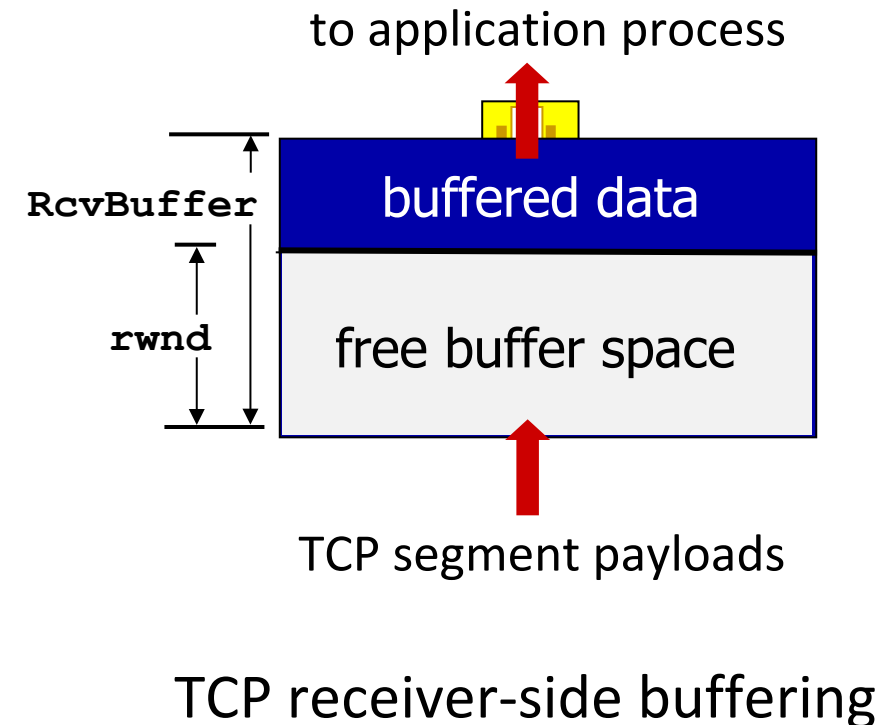 to application process
RcvBuffer
buffered data
rwnd
free buffer space
TCP segment payloads
TCP receiver-side buffering